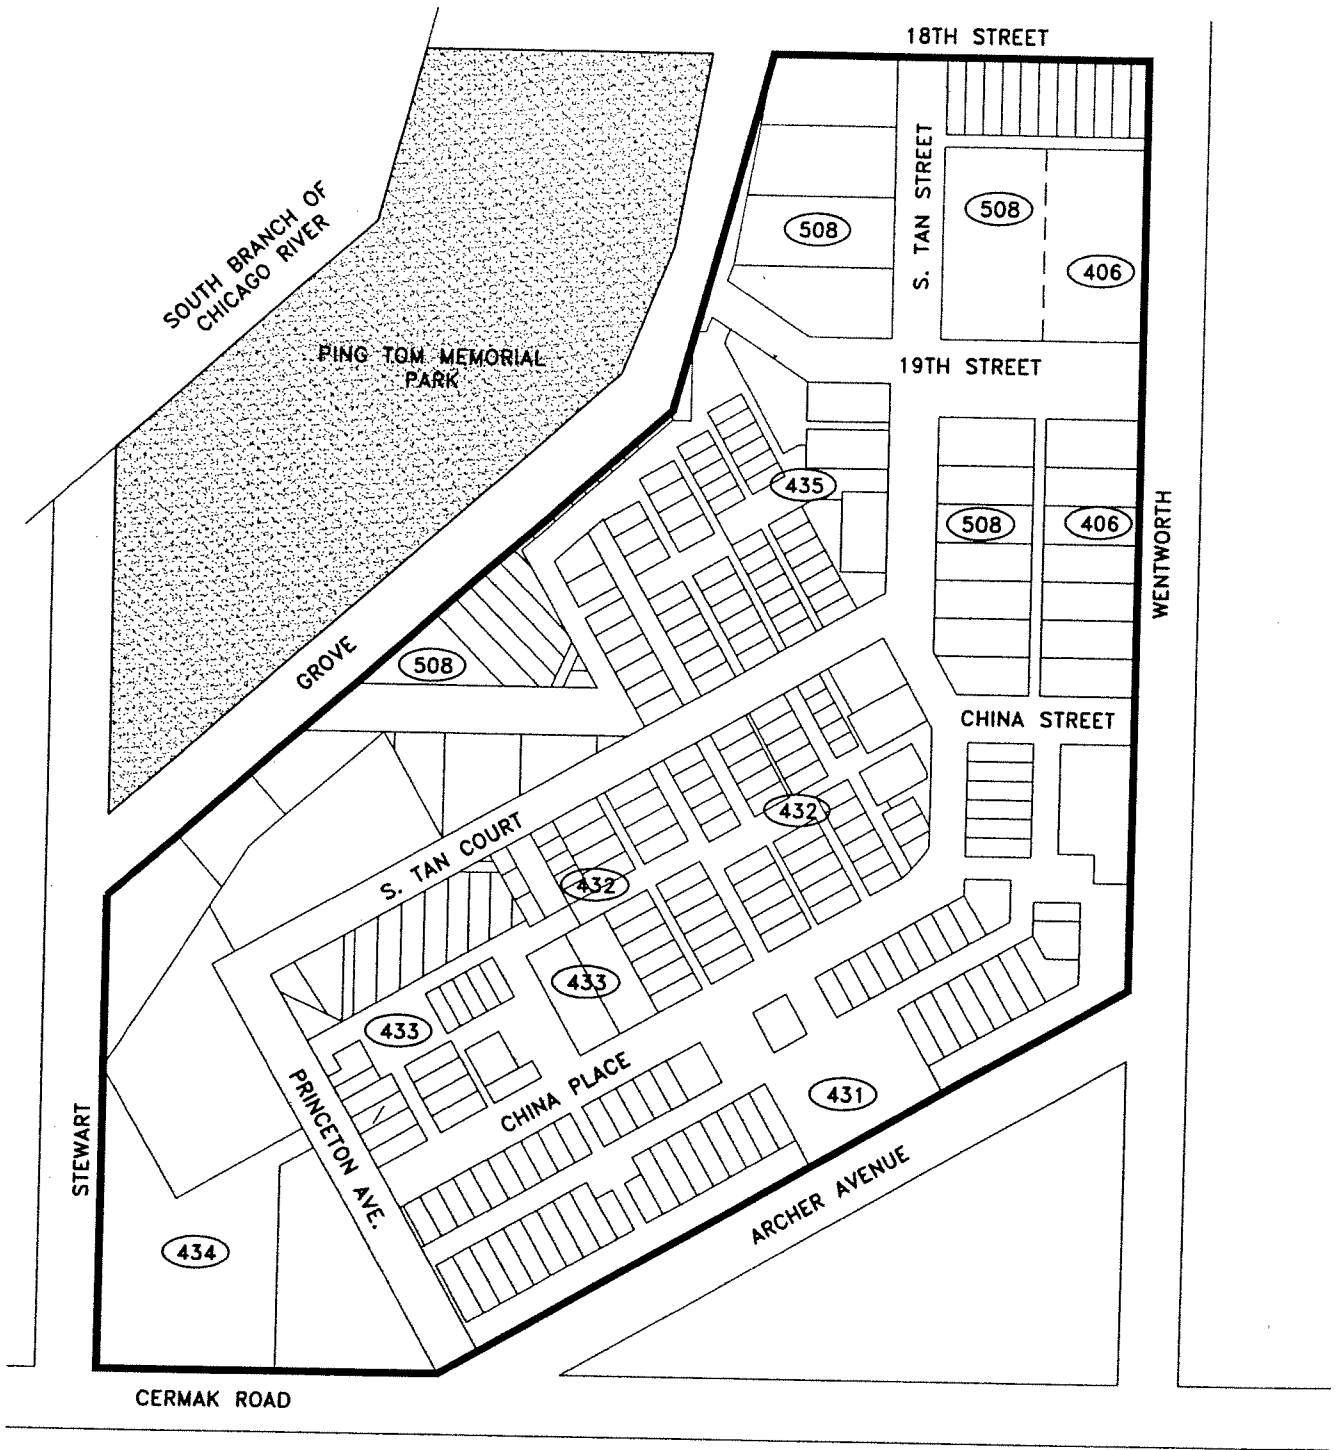 18TH STREET
S. TAN STREET
SOUTH BRANCH OF
CHICAGO RIVER
508
508
406
PING TOM MEMORIAL
PARK
19TH STREET
435
508
406
WENTWORTH
GROVE
508
CHINA STREET
432
S. TAN COURT
432
433
433
PRINCETON AVE.
CHINA PLACE
431
STEWART
ARCHER AVENUE
434
CERMAK ROAD